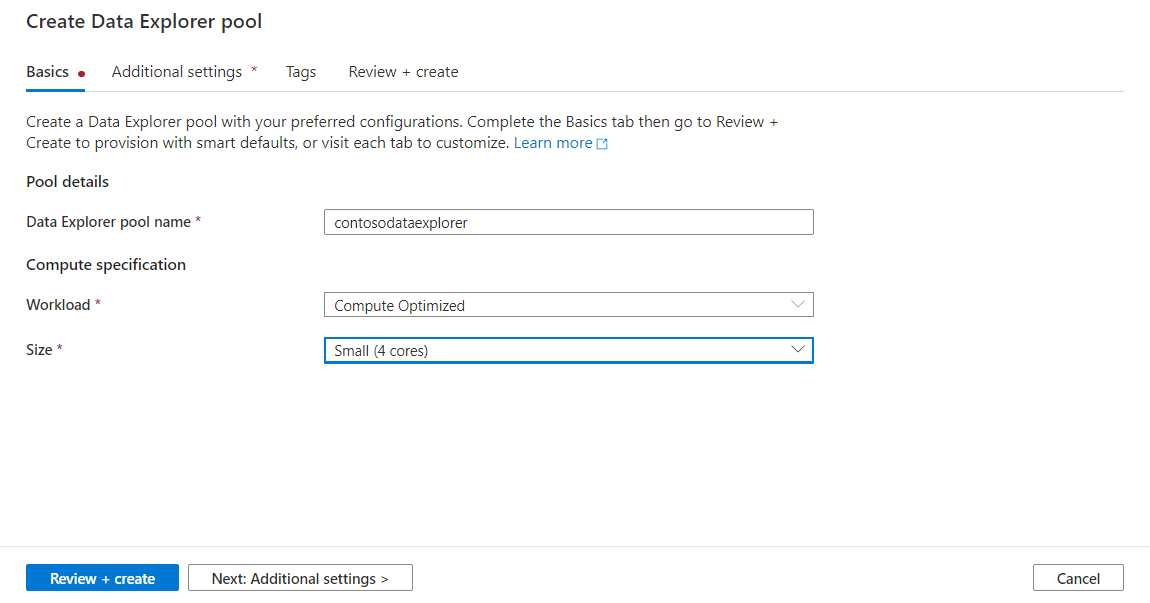 Create Data Explorer pool
Basics
Additional settings *
Tags
Review + create
Create a Data Explorer pool with your preferred configurations. Complete the Basics tab then go to Review +
Create to provision with smart defaults, or visit each tab to customize. Learn more
Pool details
Data Explorer pool name *
contosodataexplorer
Compute specification
Workload *
Compute Optimized
Size *
Small (4 cores)
Review + create
Next: Additional settings >
Cancel